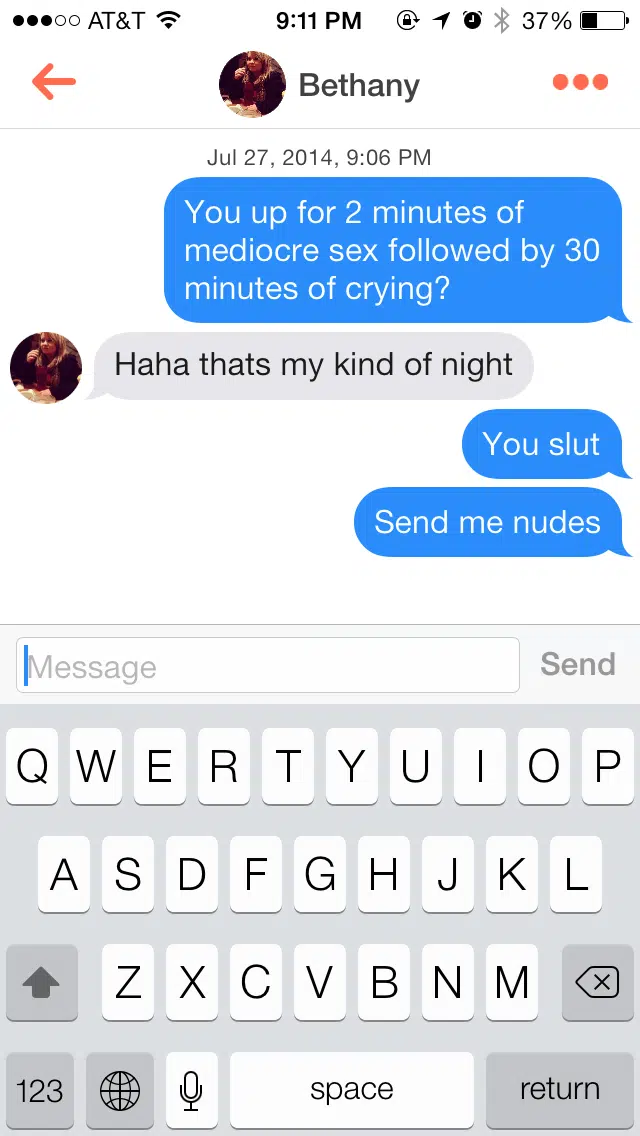 AT&T 9:11 PM 37%
Bethany
Jul 27, 2014, 9:06 PM
You up for 2 minutes of
mediocre sex followed by 30
minutes of crying?
Haha thats my kind of night
You slut
Send me nudes
Message Send
Q W E R T Y U I O P
A S D F G H J K L
Z X C V B N M
123 space return